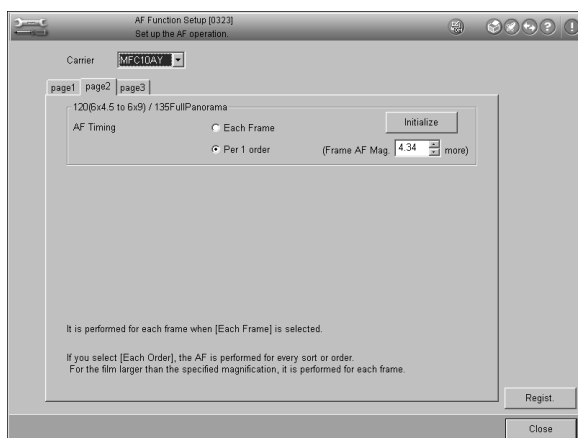 AF Function Setup [0323]
Set up the AF operation.
Carrier MFC10AY
page1 page2 page3
120(6x4.5 to 6x9) / 135FullPanorama
AF Timing Each Frame Initialize
Per 1 order (Frame AF Mag. 4.34 more)
It is performed for each frame when [Each Frame] is selected.
If you select [Each Order], the AF is performed for every sort or order.
For the film larger than the specified magnification, it is performed for each frame.
Regist.
Close